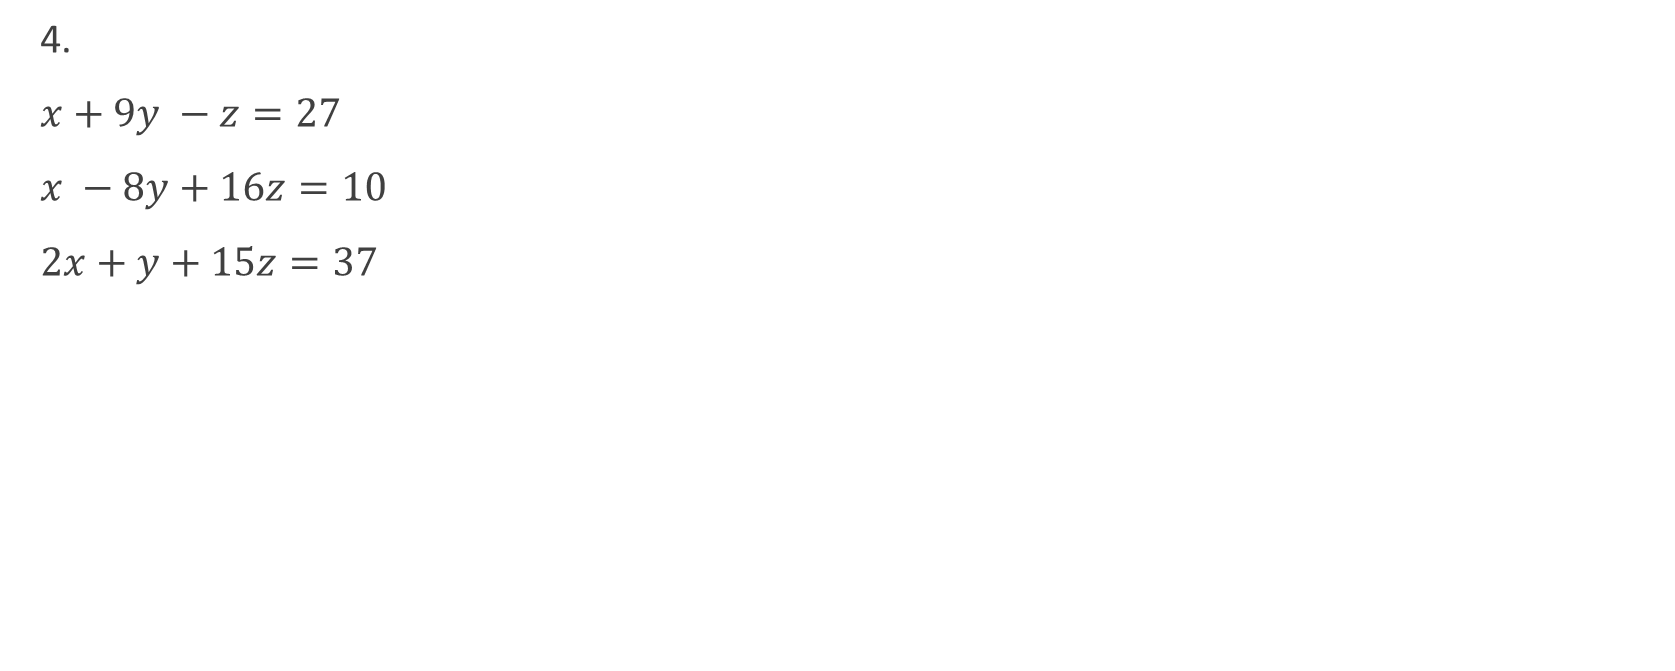 4.
x + 9y − z = 27
x − 8y + 16z = 10
2x + y + 15z = 37